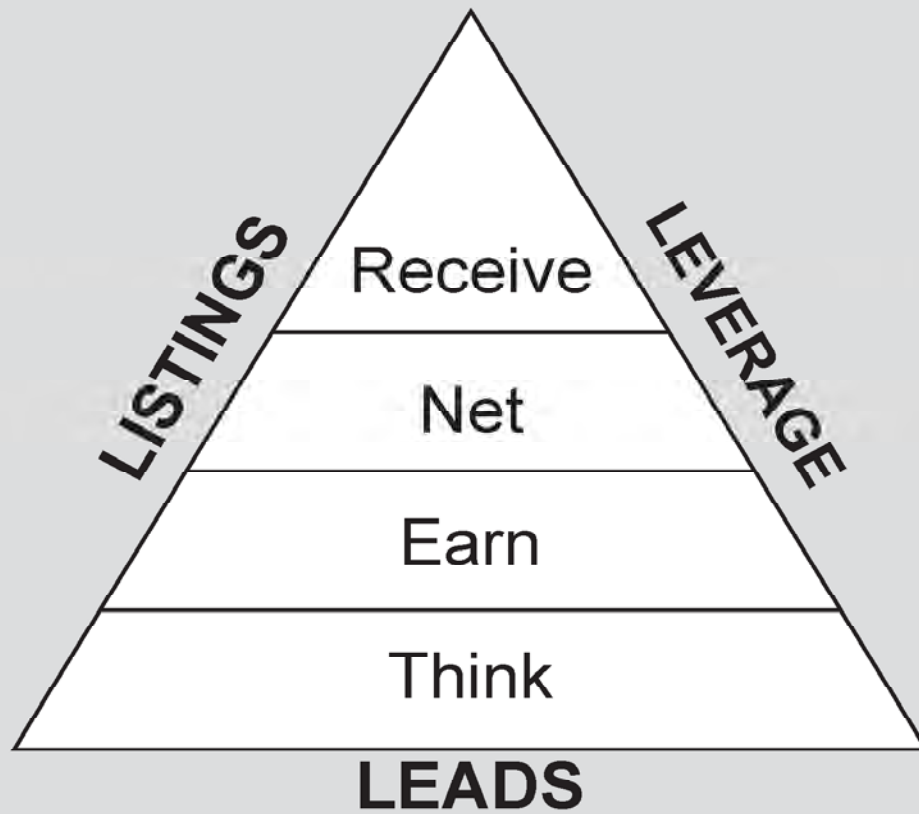 LISTINGS
LEVERAGE
Receive
Net
Earn
Think
LEADS